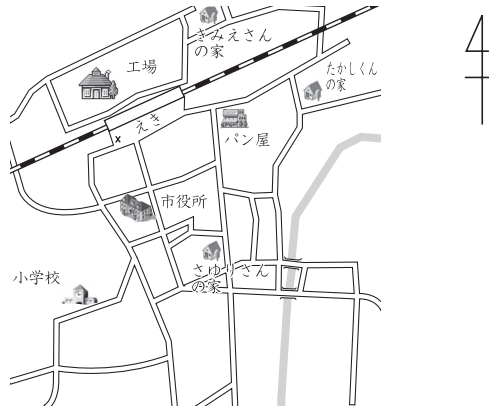 きみえさん
の家
工場
たかしくん
の家
えき
パン屋
市役所
小学校
さゆりさん
の家